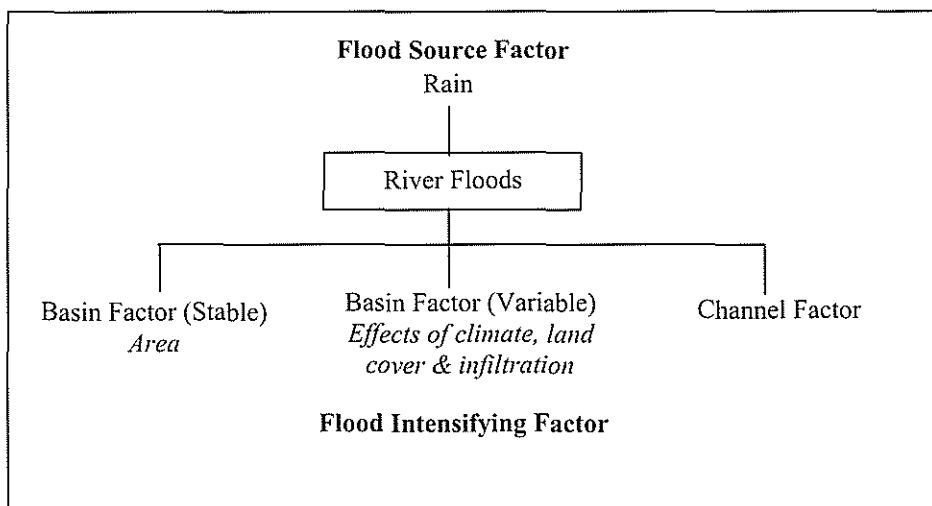 Flood Source Factor
Rain
River Floods
Basin Factor (Stable)
Area
Basin Factor (Variable)
Effects of climate, land
cover & infiltration
Channel Factor
Flood Intensifying Factor